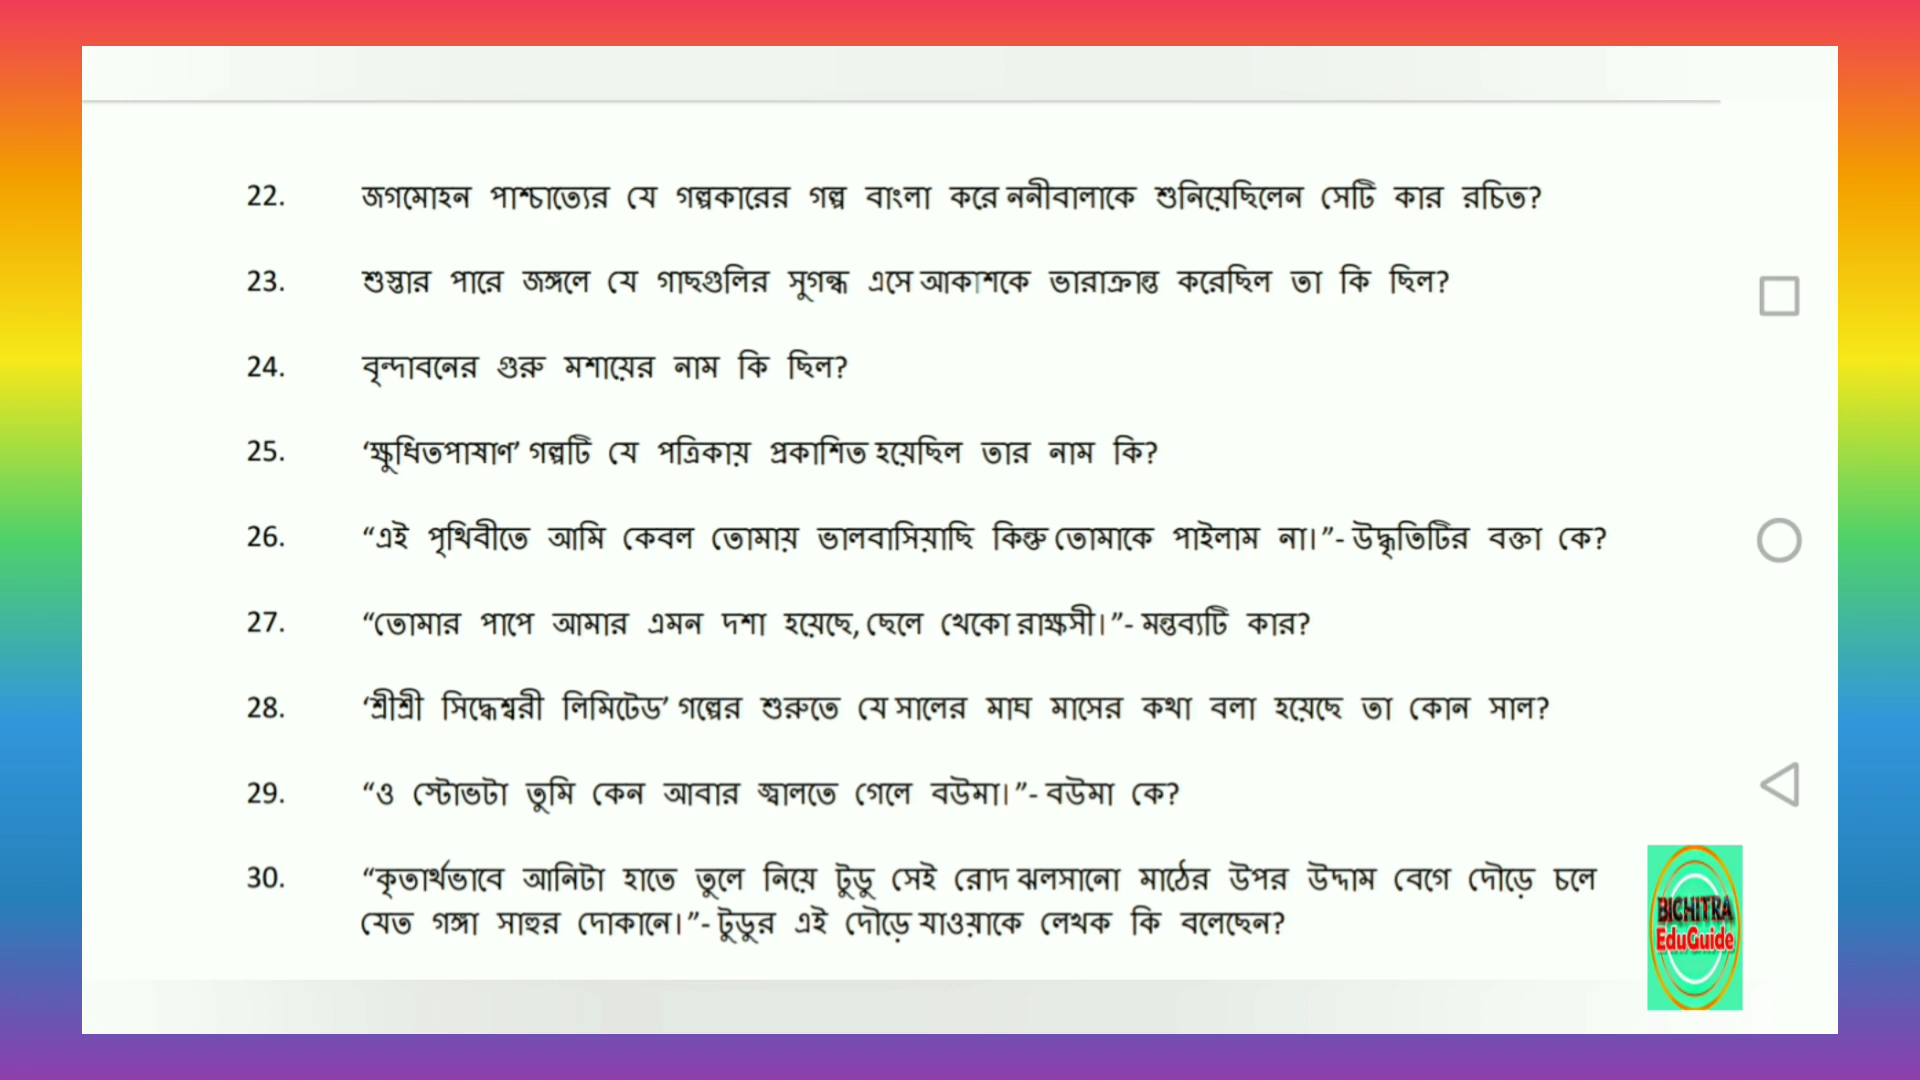 22. জগমোহন পাশ্চাত্যের যে গল্পকারের গল্প বাংলা করে ননীবালাকে শুনিয়েছিলেন সেটি কার রচিত?
23. শুস্তার পারে জঙ্গলে যে গাছগুলির সুগন্ধ এসে আকাশকে ভারাক্রান্ত করেছিল তা কি ছিল?
24. বৃন্দাবনের গুরু মশায়ের নাম কি ছিল?
25. ‘ক্ষুধিতপাষাণ’ গল্পটি যে পত্রিকায় প্রকাশিত হয়েছিল তার নাম কি?
26. “এই পৃথিবীতে আমি কেবল তোমায় ভালবাসিয়াছি কিন্তু তোমাকে পাইলাম না।”- উদ্ধৃতিটির বক্তা কে?
27. “তোমার পাপে আমার এমন দশা হয়েছে, ছেলে খেকো রাক্ষসী।”- মন্তব্যটি কার?
28. ‘শ্রীশ্রী সিদ্ধেশ্বরী লিমিটেড’ গল্পের শুরুতে যে সালের মাঘ মাসের কথা বলা হয়েছে তা কোন সাল?
29. “ও স্টোভটা তুমি কেন আবার জ্বালতে গেলে বউমা।”- বউমা কে?
30. “কৃতার্থভাবে আনিটা হাতে তুলে নিয়ে টুডু সেই রোদ ঝলসানো মাঠের উপর উদ্দাম বেগে দৌড়ে চলে
যেত গঙ্গা সাহুর দোকানে।”- টুডুর এই দৌড়ে যাওয়াকে লেখক কি বলেছেন?
BICHITRA
EduGuide